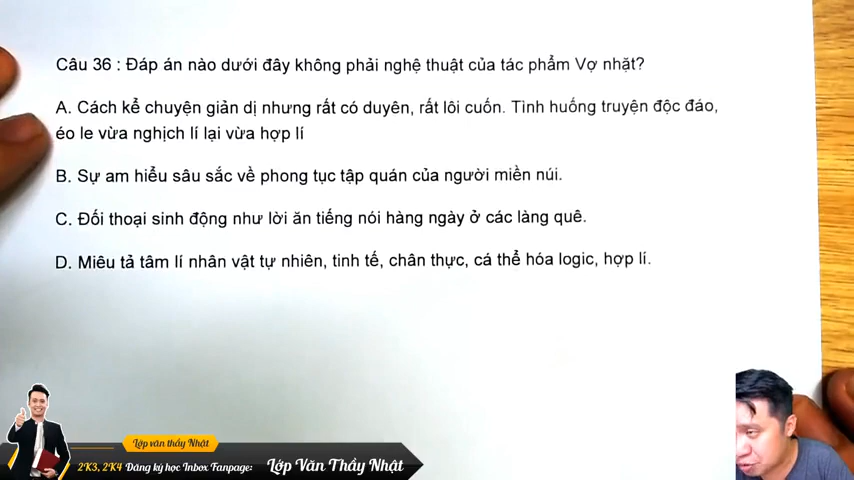 Câu 36 : Đáp án nào dưới đây không phải nghệ thuật của tác phẩm Vợ nhặt?
A. Cách kể chuyện giản dị nhưng rất có duyên, rất lôi cuốn. Tình huống truyện độc đáo,
éo le vừa nghịch lí lại vừa hợp lí
B. Sự am hiểu sâu sắc về phong tục tập quán của người miền núi.
C. Đối thoại sinh động như lời ăn tiếng nói hàng ngày ở các làng quê.
D. Miêu tả tâm lí nhân vật tự nhiên, tinh tế, chân thực, cá thể hóa logic, hợp lí.
Lớp văn thầy Nhật
2K3, 2K4 Đăng ký học Inbox Fanpage: Lớp Văn Thầy Nhật